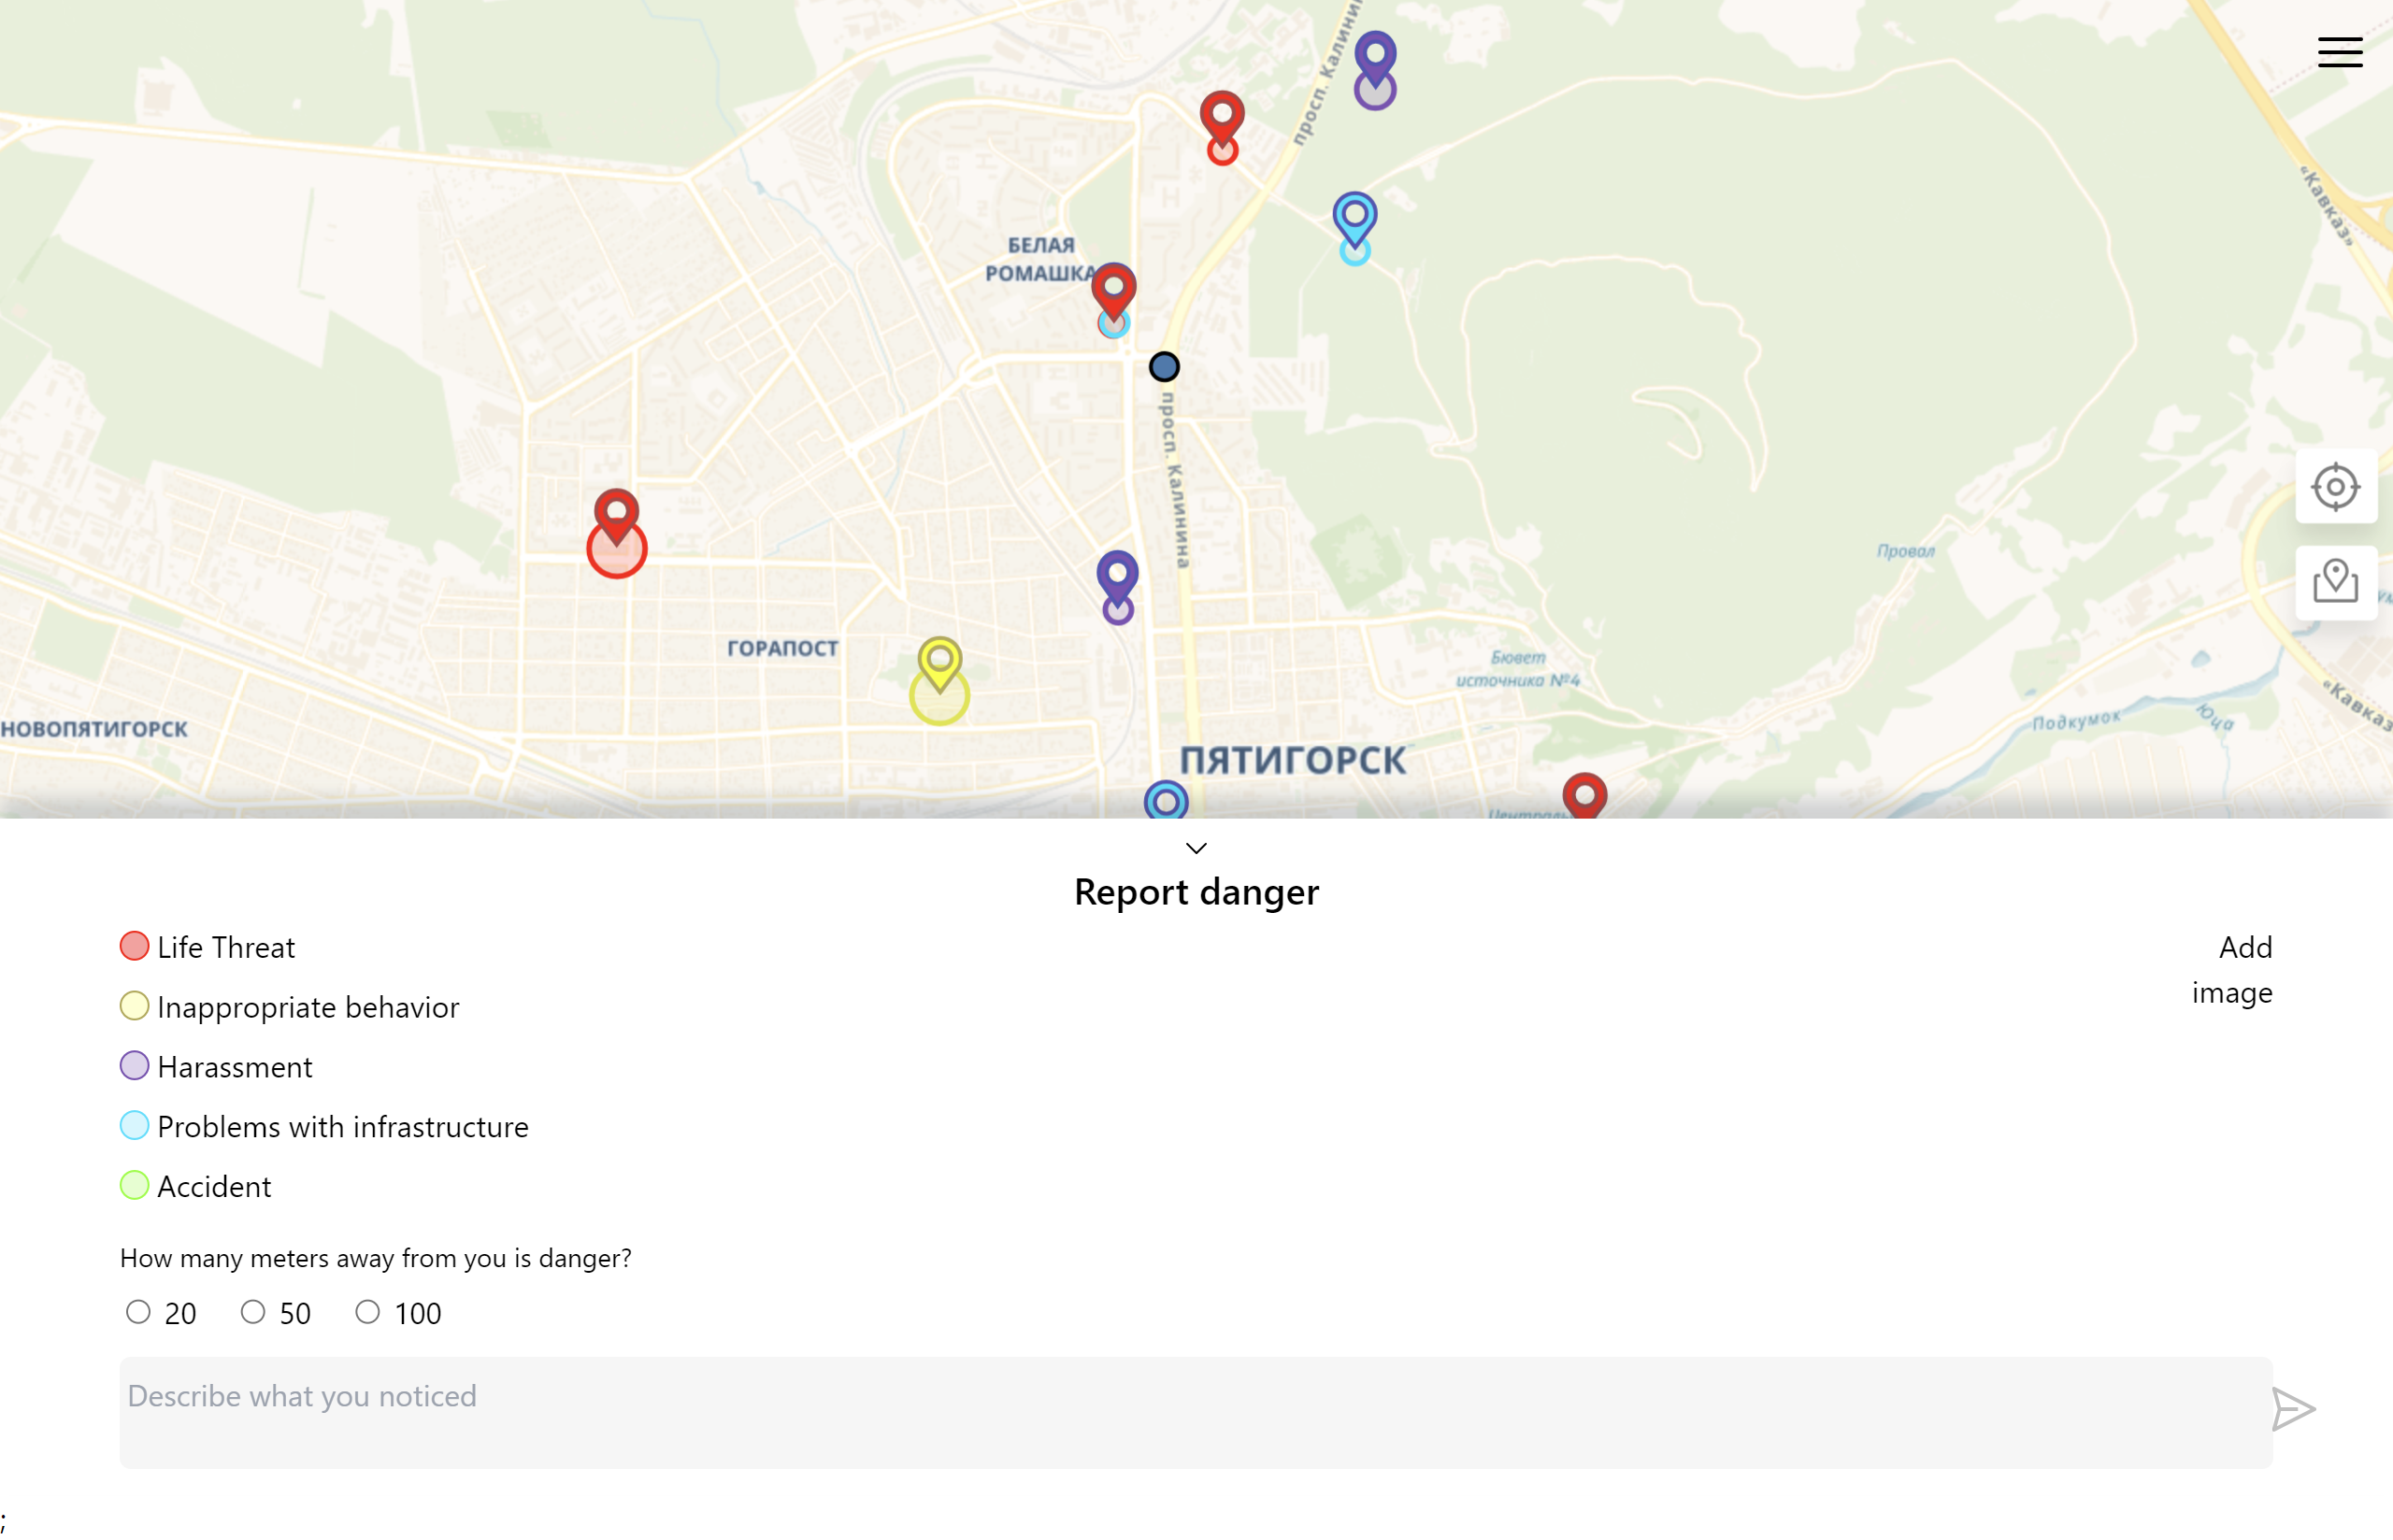 просп. Калинин
«Кавказ»
БЕЛАЯ
РОМАШКА
просп. Калинина
Провал
ГОРАПОСТ
Бювет
источника №4
«Кавказ
Подкумок
Юца
НОВОПЯТИГОРСК
ПЯТИГОРСК
Report danger
Life Threat
Add
image
Inappropriate behavior
Harassment
Problems with infrastructure
Accident
How many meters away from you is danger?
20 50 100
Describe what you noticed
;